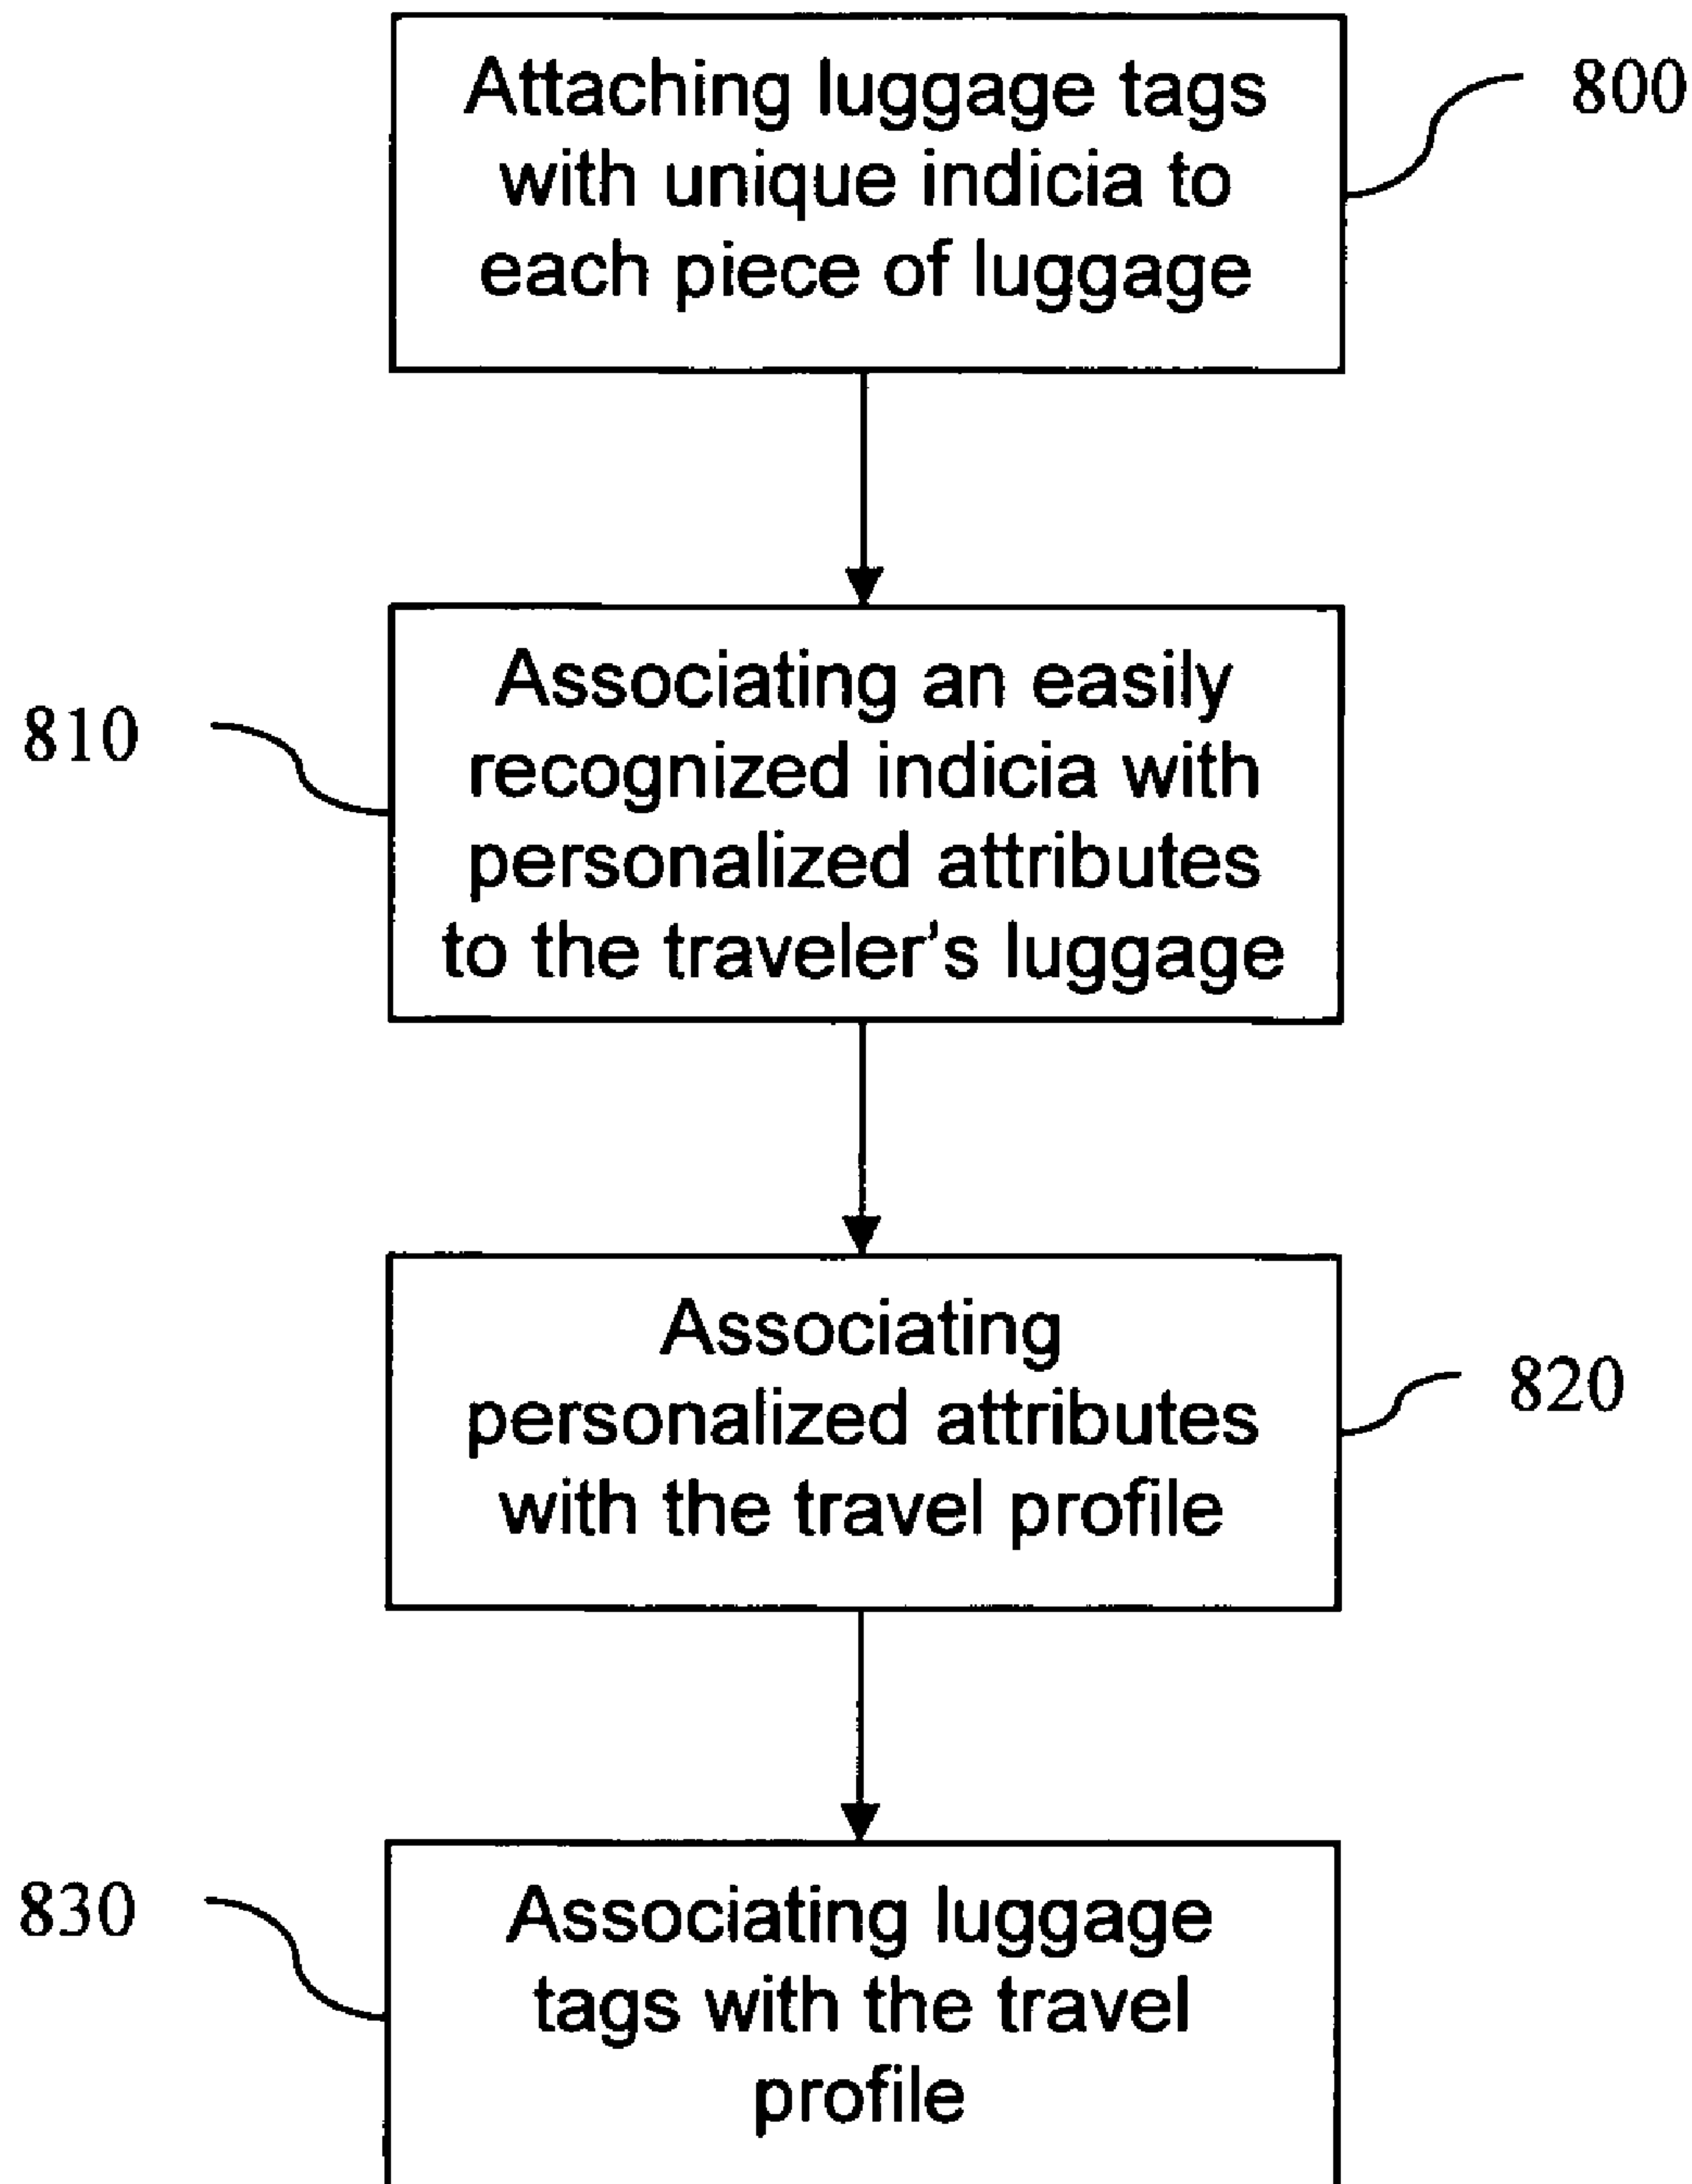 Attaching luggage tags
with unique indicia to
each piece of luggage
800
Associating an easily
recognized indicia with
personalized attributes
to the traveler's luggage
810
Associating
personalized attributes
with the travel profile
820
Associating luggage
tags with the travel
profile
830